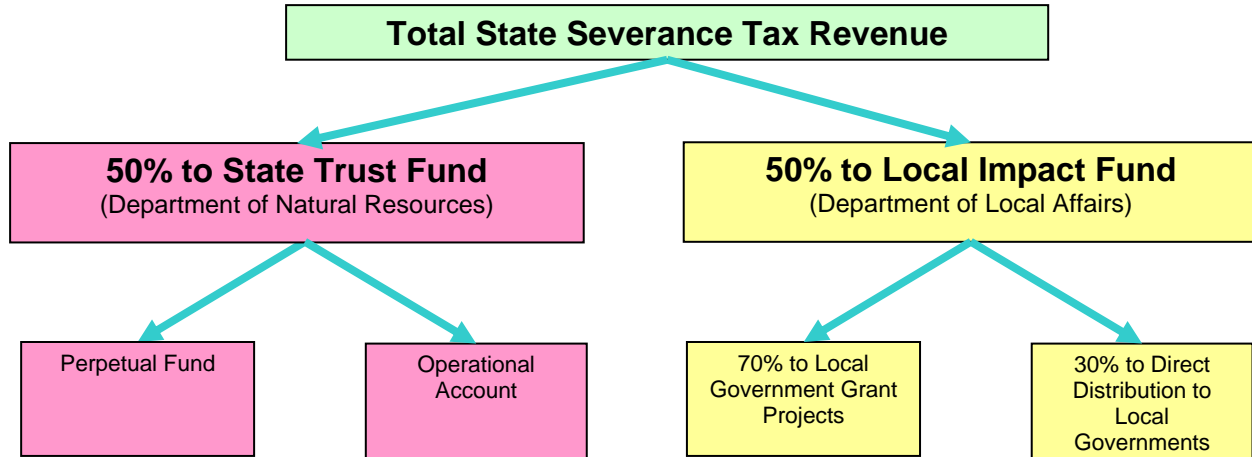 Total State Severance Tax Revenue
50% to State Trust Fund
(Department of Natural Resources)
50% to Local Impact Fund
(Department of Local Affairs)
Perpetual Fund
Operational
Account
70% to Local
Government Grant
Projects
30% to Direct
Distribution to
Local
Governments